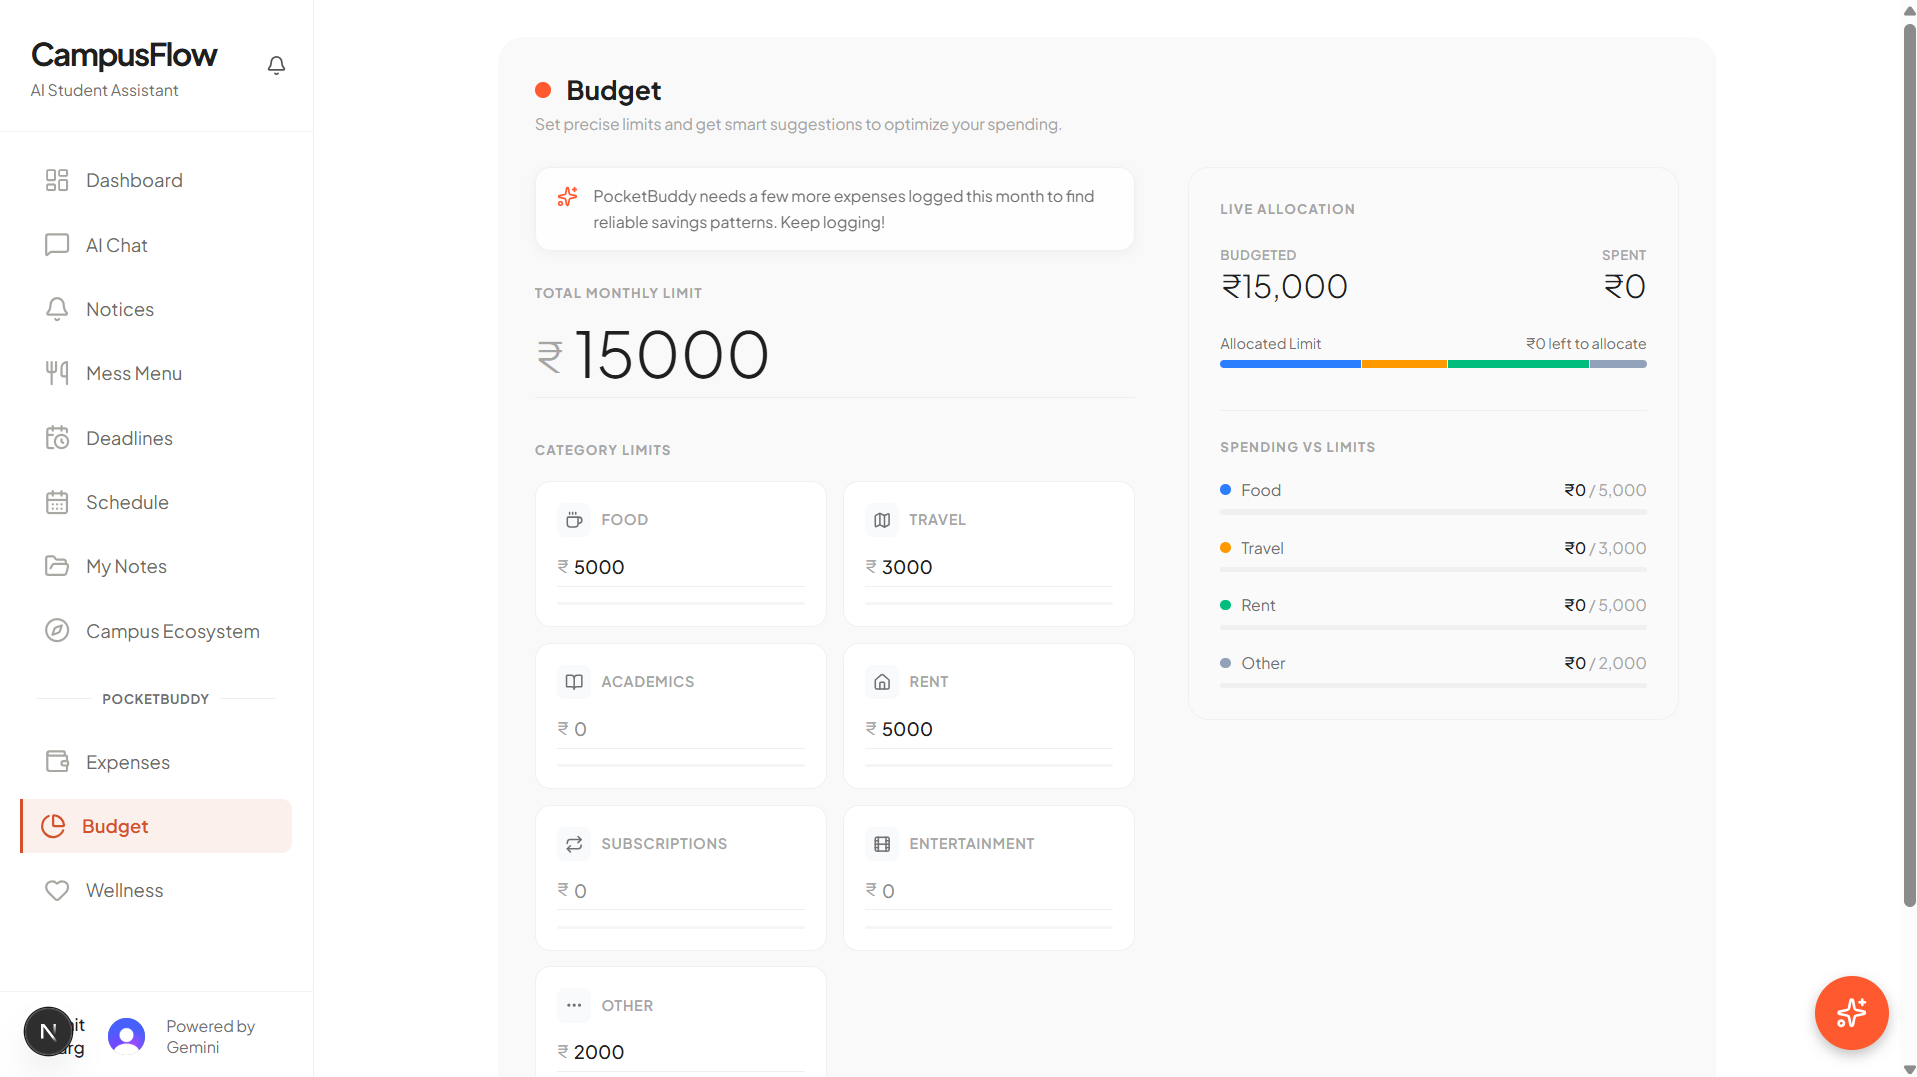 CampusFlow
AI Student Assistant
Dashboard
AI Chat
Notices
Mess Menu
Deadlines
Schedule
My Notes
Campus Ecosystem
POCKETBUDDY
Expenses
Budget
Wellness
N
Powered by
Gemini
Budget
Set precise limits and get smart suggestions to optimize your spending.
PocketBuddy needs a few more expenses logged this month to find
reliable savings patterns. Keep logging!
TOTAL MONTHLY LIMIT
₹ 15000
CATEGORY LIMITS
FOOD
₹ 5000
TRAVEL
₹ 3000
ACADEMICS
₹ 0
RENT
₹ 5000
SUBSCRIPTIONS
₹ 0
ENTERTAINMENT
₹ 0
OTHER
₹ 2000
LIVE ALLOCATION
BUDGETED SPENT
₹15,000 ₹0
Allocated Limit ₹0 left to allocate
SPENDING VS LIMITS
Food ₹0 / 5,000
Travel ₹0 / 3,000
Rent ₹0 / 5,000
Other ₹0 / 2,000